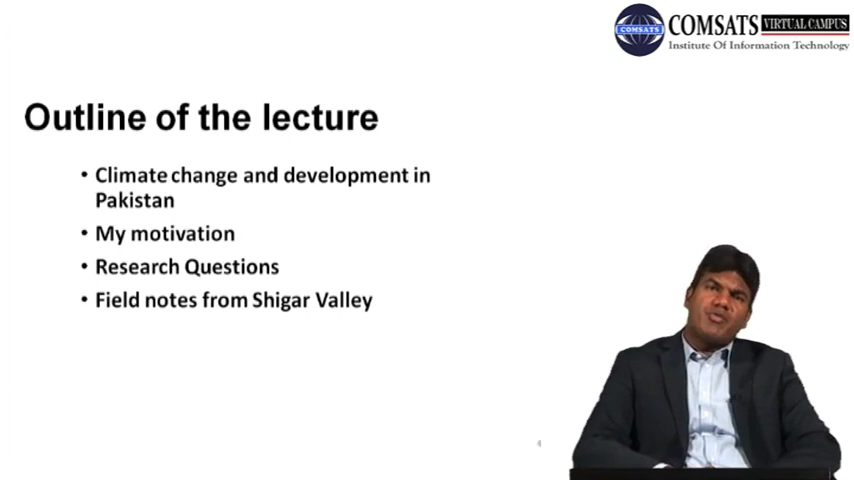 COMSATS VIRTUAL CAMPUS
COMSATS
Institute Of Information Technology
Outline of the lecture
• Climate change and development in
Pakistan
• My motivation
• Research Questions
• Field notes from Shigar Valley
4